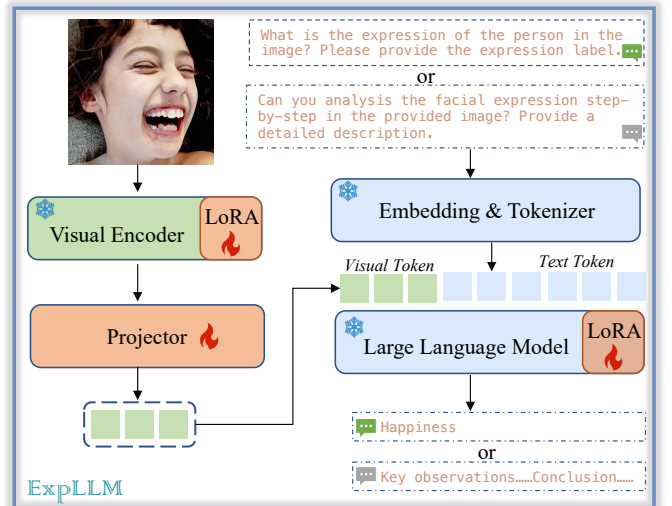 What is the expression of the person in the
image? Please provide the expression label.
or
Can you analysis the facial expression step-
by-step in the provided image? Provide a
detailed description.
LoRA
Visual Encoder
Embedding & Tokenizer
Visual Token
Text Token
Projector
LoRA
Large Language Model
Happiness
or
Key observations……Conclusion……
ExpLLM